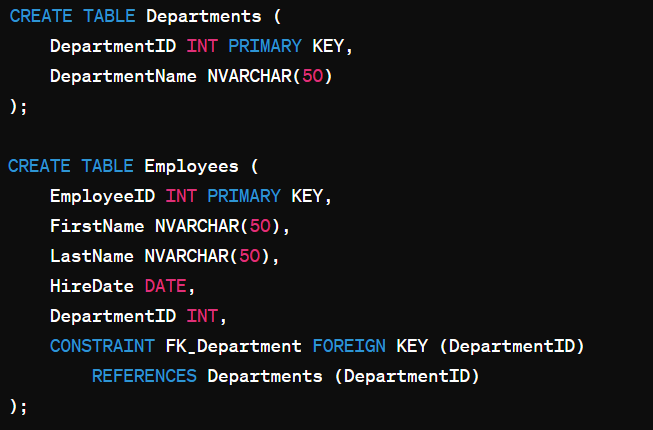 CREATE TABLE Departments (
    DepartmentID INT PRIMARY KEY,
    DepartmentName NVARCHAR(50)
);

CREATE TABLE Employees (
    EmployeeID INT PRIMARY KEY,
    FirstName NVARCHAR(50),
    LastName NVARCHAR(50),
    HireDate DATE,
    DepartmentID INT,
    CONSTRAINT FK_Department FOREIGN KEY (DepartmentID)
        REFERENCES Departments (DepartmentID)
);